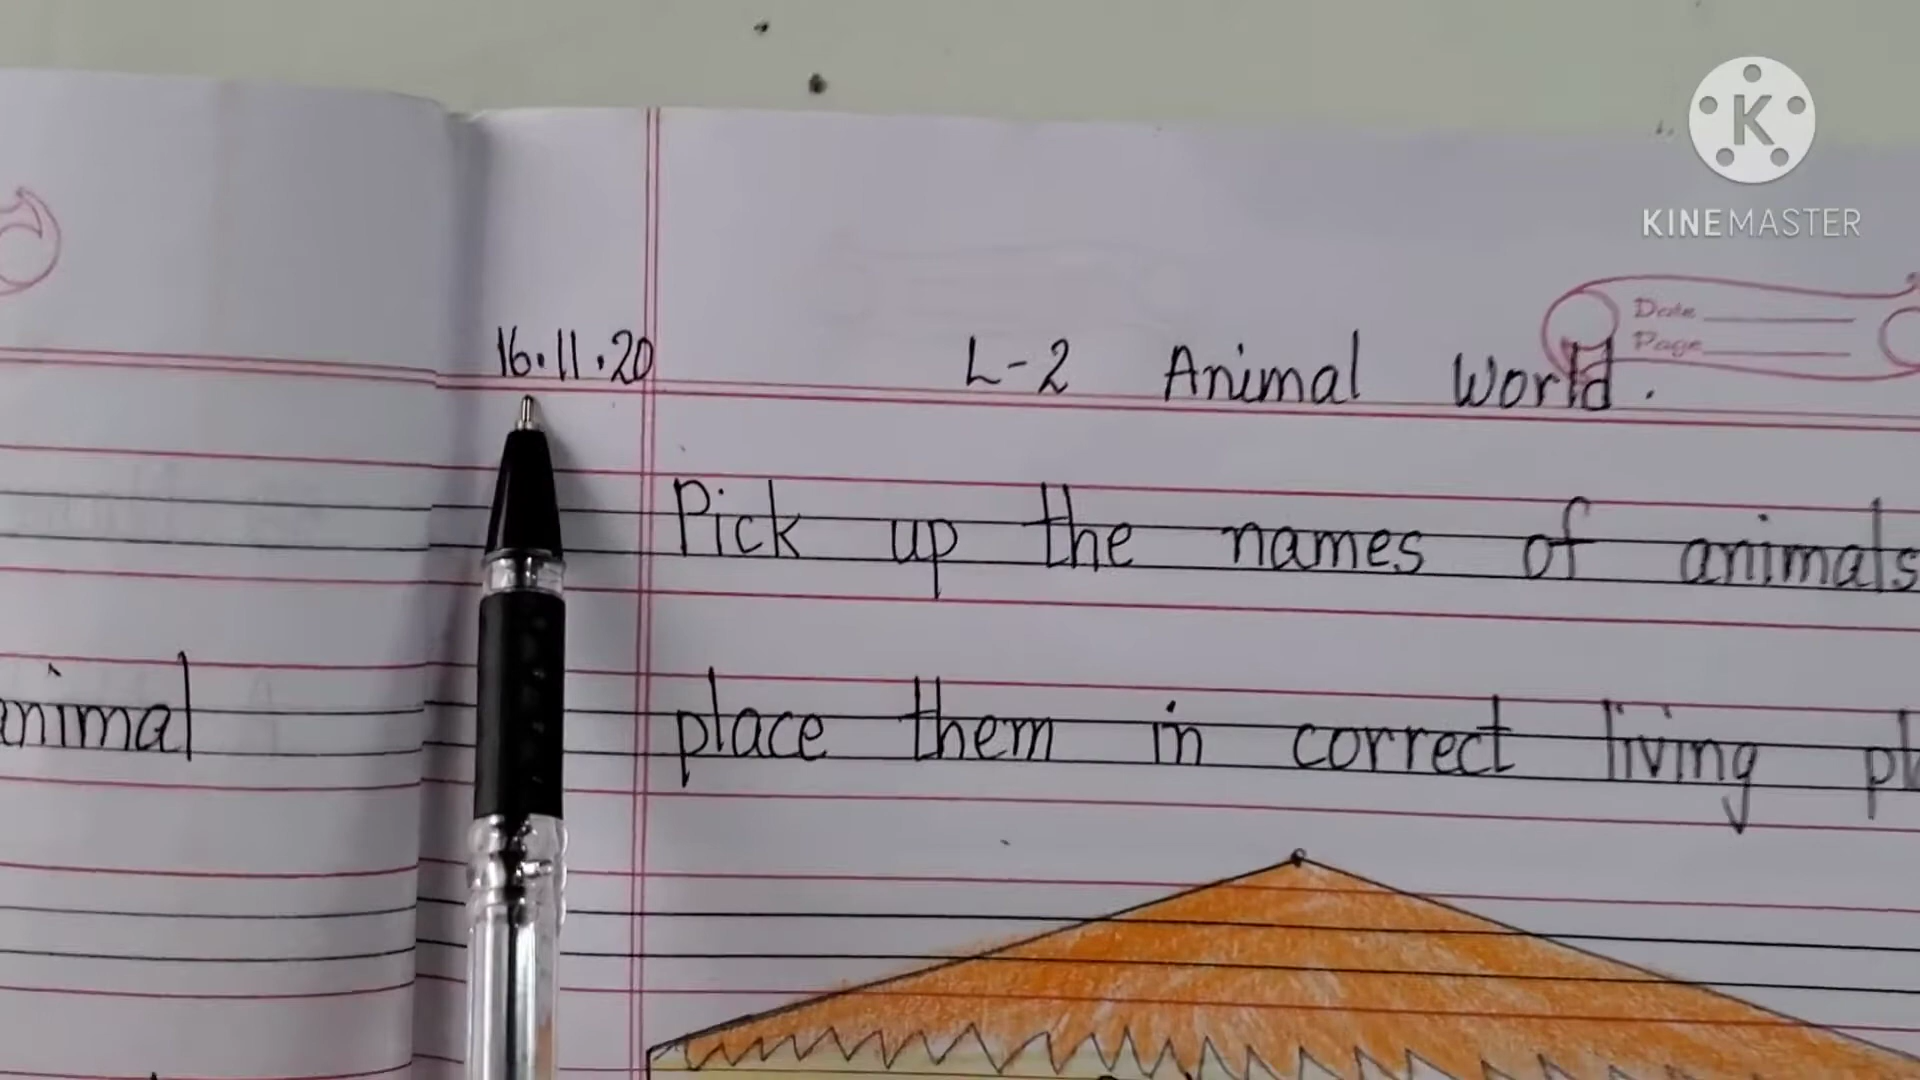 K
KINEMASTER
Date
Page
16.11.20
L-2 Animal World.
Pick up the names of animals
place them in correct living pl
animal